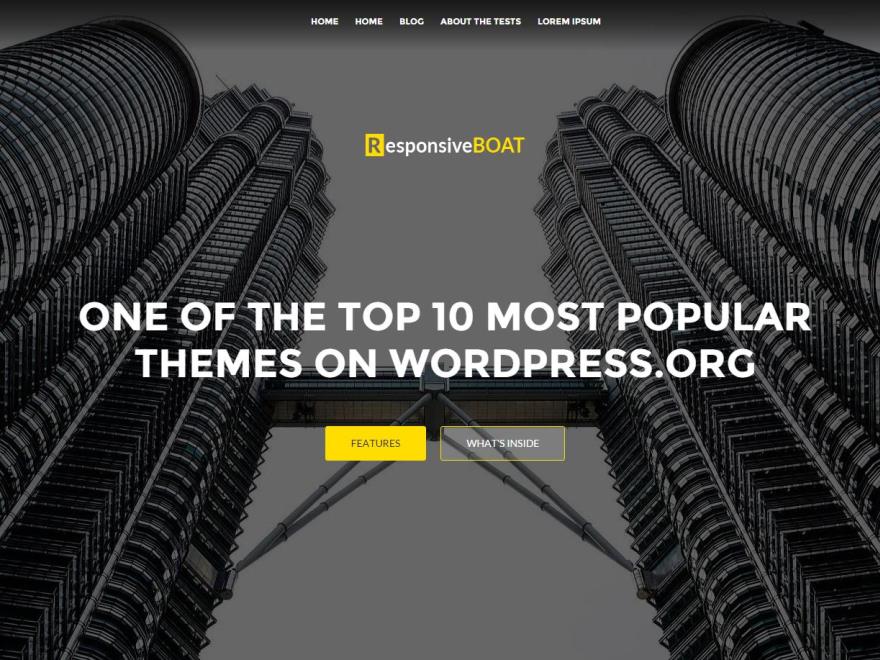 HOME HOME BLOG ABOUT THE TESTS LOREM IPSUM
ResponsiveBOAT
ONE OF THE TOP 10 MOST POPULAR
THEMES ON WORDPRESS.ORG
FEATURES WHAT'S INSIDE